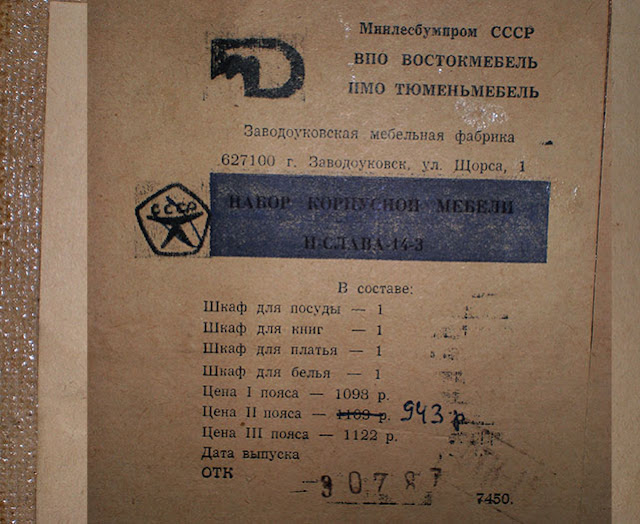 Минлесбумпром СССР
ВПО ВОСТОКМЕБЕЛЬ
ПМО ТЮМЕНЬМЕБЕЛЬ
Заводоуковская мебельная фабрика
627100 г. Заводоуковск, ул. Щорса, 1
СССР
НАБОР КОРПУСНОЙ МЕБЕЛИ
Н-СЛАВА-14-3
В составе:
Шкаф для посуды — 1
Шкаф для книг — 1
Шкаф для платья — 1
Шкаф для белья — 1
Цена I пояса — 1098 р.
Цена II пояса — 1109 р. 943 р
Цена III пояса — 1122 р.
Дата выпуска
ОТК
30787
7450.